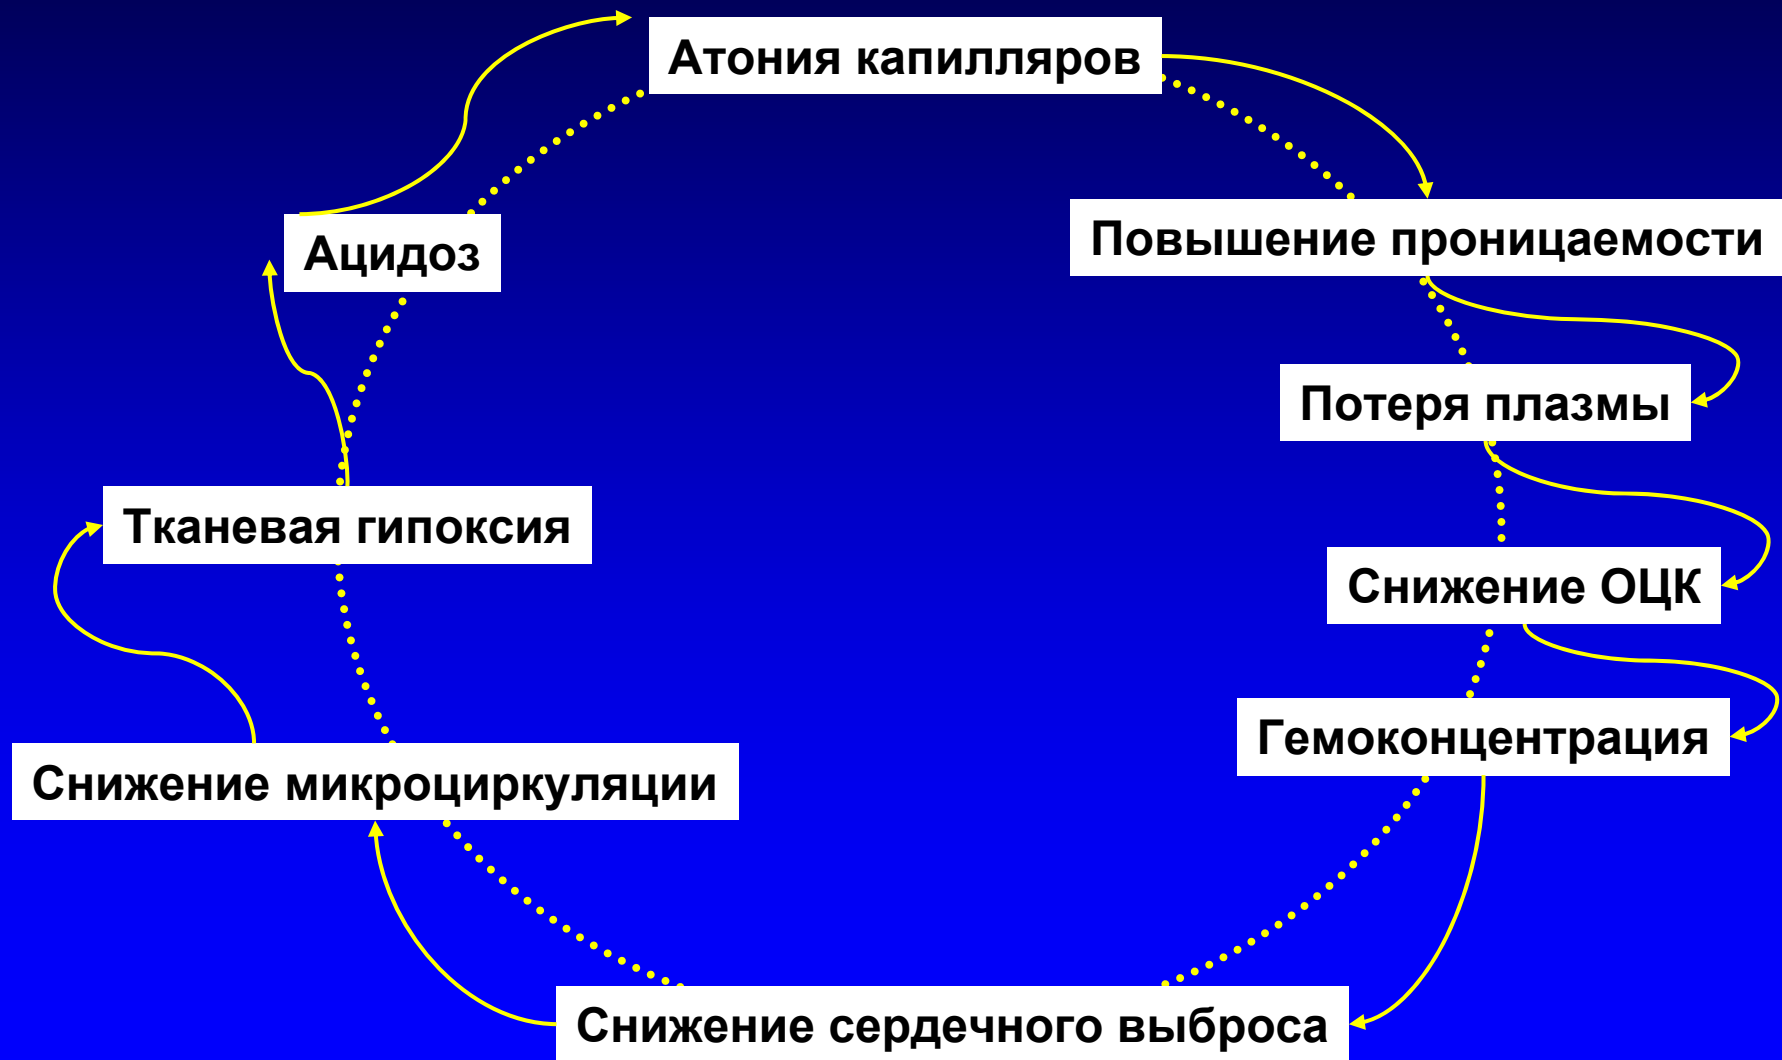 Атония капилляров
Повышение проницаемости
Ацидоз
Потеря плазмы
Тканевая гипоксия
Снижение ОЦК
Гемоконцентрация
Снижение микроциркуляции
Снижение сердечного выброса